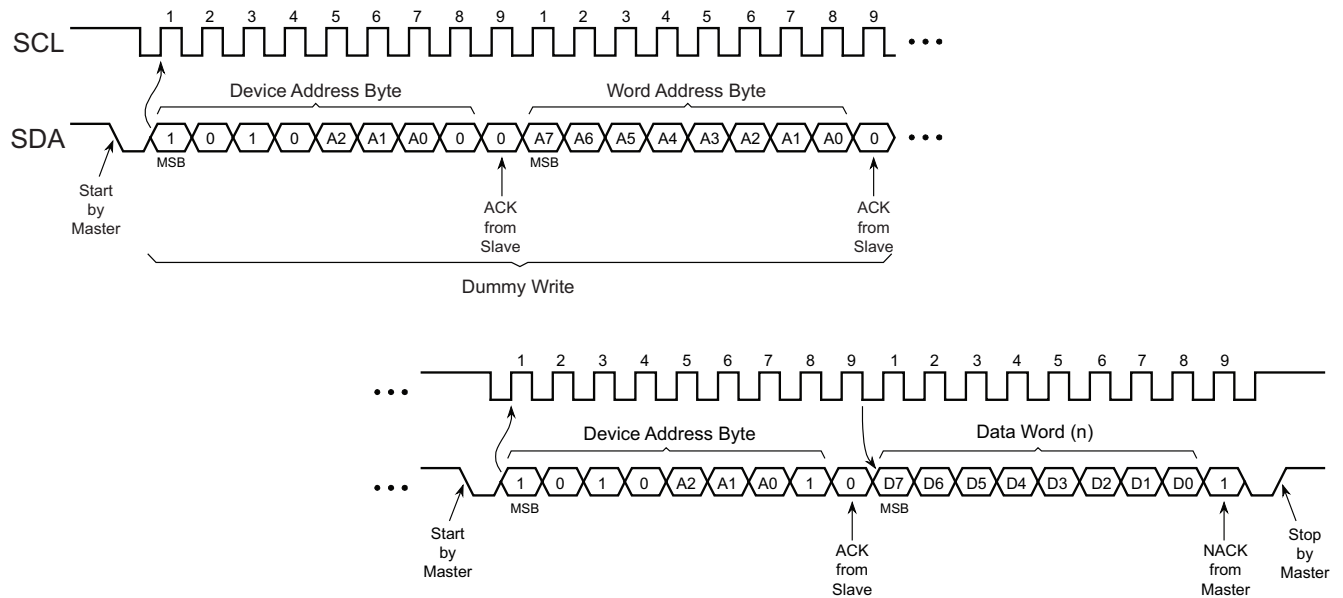 1 2 3 4 5 6 7 8 9 1 2 3 4 5 6 7 8 9
SCL
Device Address Byte Word Address Byte
SDA 1 0 1 0 A2 A1 A0 0 0 A7 A6 A5 A4 A3 A2 A1 A0 0
MSB MSB
Start
by
Master
ACK
from
Slave
ACK
from
Slave
Dummy Write
1 2 3 4 5 6 7 8 9 1 2 3 4 5 6 7 8 9
Device Address Byte Data Word (n)
1 0 1 0 A2 A1 A0 1 0 D7 D6 D5 D4 D3 D2 D1 D0 1
MSB MSB
Start
by
Master
ACK
from
Slave
NACK
from
Master
Stop
by
Master